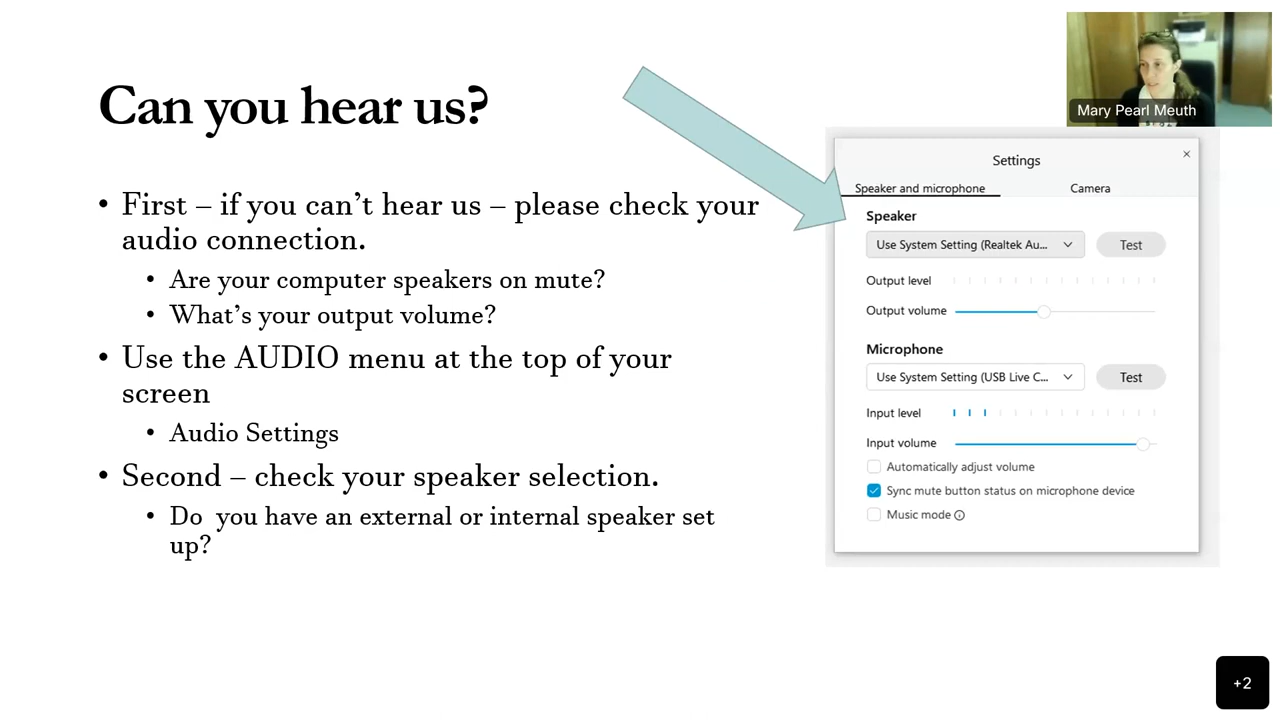 Can you hear us?
• First – if you can't hear us – please check your
audio connection.
• Are your computer speakers on mute?
• What's your output volume?
• Use the AUDIO menu at the top of your
screen
• Audio Settings
• Second – check your speaker selection.
• Do  you have an external or internal speaker set
up?
Mary Pearl Meuth
Settings
Speaker and microphone
Camera
Speaker
Use System Setting (Realtek Au...
Test
Output level
Output volume
Microphone
Use System Setting (USB Live C...
Test
Input level
Input volume
Automatically adjust volume
Sync mute button status on microphone device
Music mode
+2